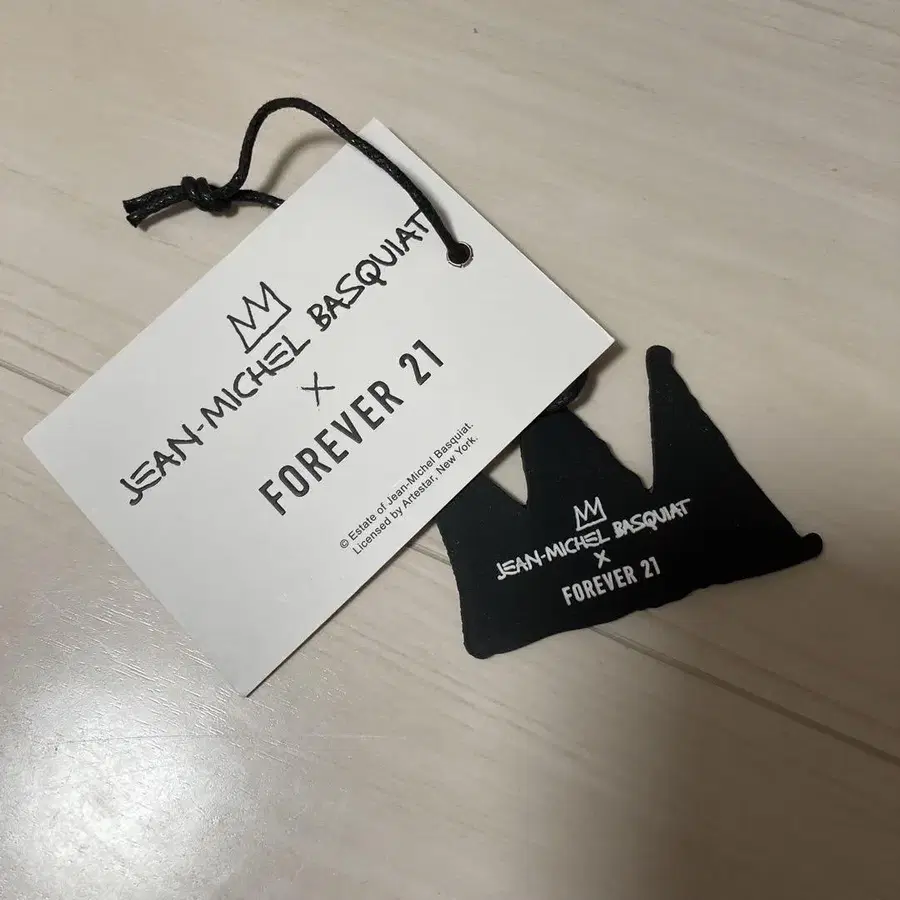 JEAN-MICHEL BASQUIAT
X
FOREVER 21
© Estate of Jean-Michel Basquiat.
Licensed by Artestar, New York.
JEAN-MICHEL BASQUIAT
X
FOREVER 21